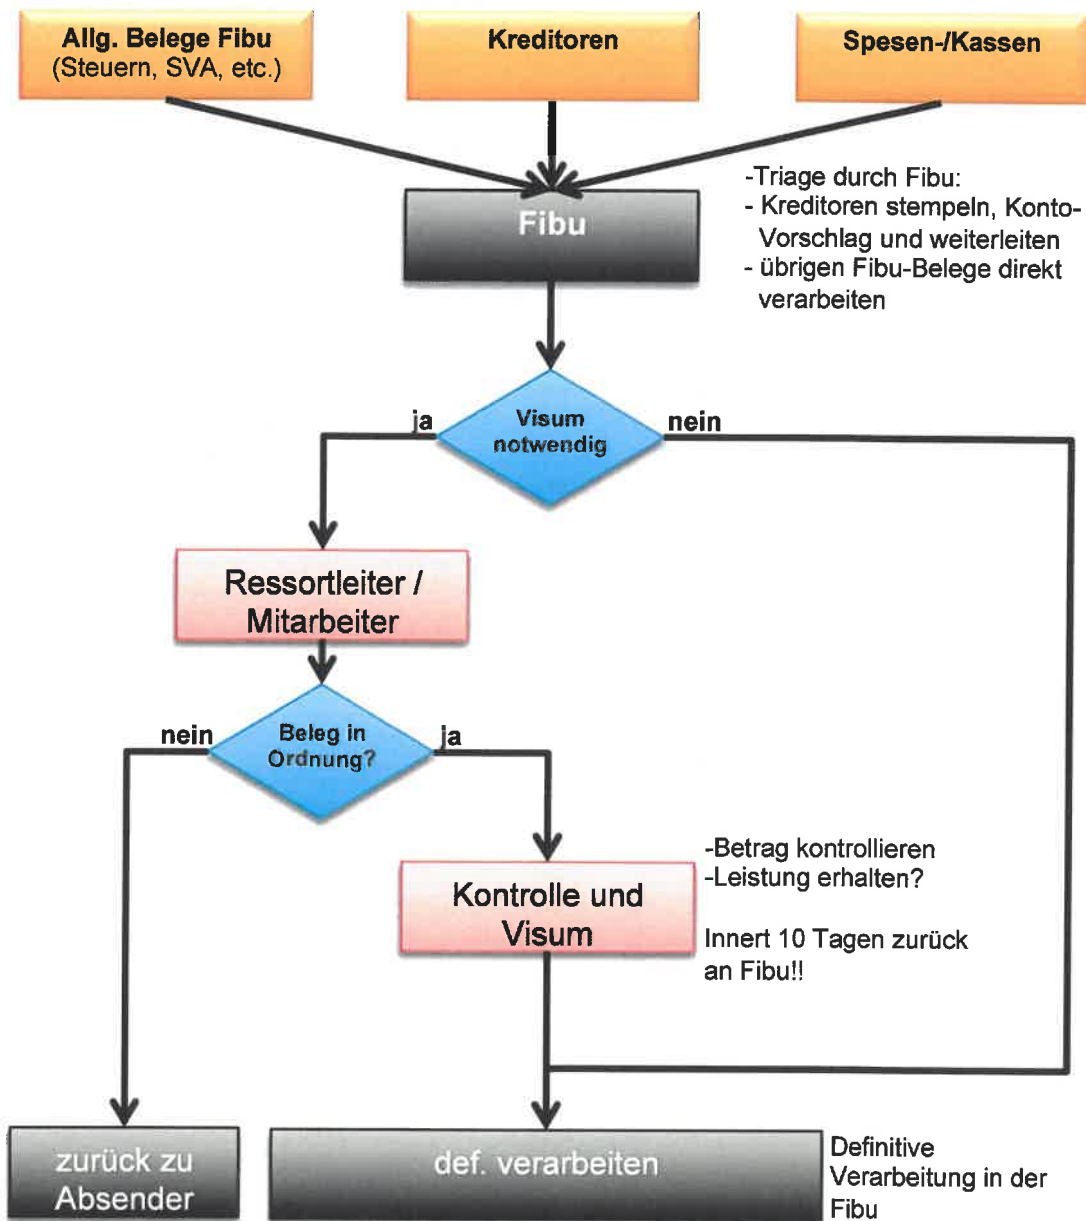 Allg. Belege Fibu
(Steuern, SVA, etc.)
Kreditoren
Spesen-/Kassen
Fibu
-Triage durch Fibu:
- Kreditoren stempeln, Konto-
Vorschlag und weiterleiten
- übrigen Fibu-Belege direkt
verarbeiten
ja
Visum
notwendig
nein
Ressortleiter /
Mitarbeiter
nein
Beleg in
Ordnung?
ja
Kontrolle und
Visum
-Betrag kontrollieren
-Leistung erhalten?
Innert 10 Tagen zurück
an Fibu!!
zurück zu
Absender
def. verarbeiten
Definitive
Verarbeitung in der
Fibu